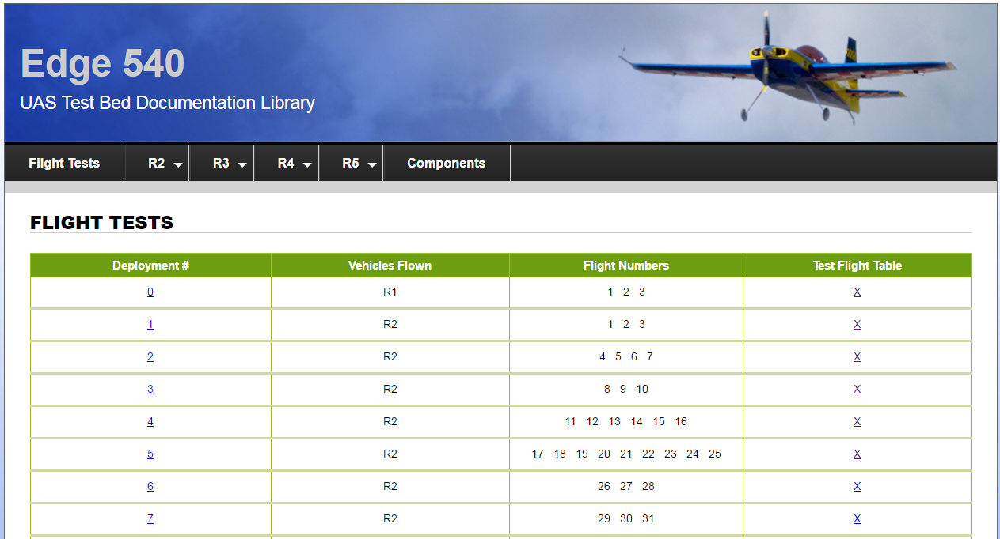 Edge 540
UAS Test Bed Documentation Library
Flight Tests R2 R3 R4 R5 Components
FLIGHT TESTS
Deployment # Vehicles Flown Flight Numbers Test Flight Table
0 R1 1 2 3 X
1 R2 1 2 3 X
2 R2 4 5 6 7 X
3 R2 8 9 10 X
4 R2 11 12 13 14 15 16 X
5 R2 17 18 19 20 21 22 23 24 25 X
6 R2 26 27 28 X
7 R2 29 30 31 X